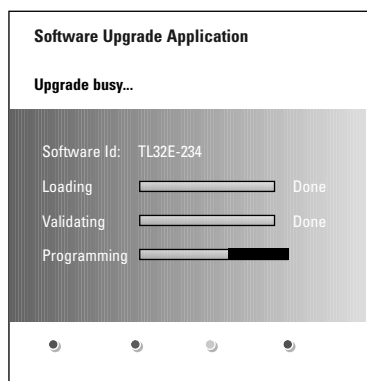 Software Upgrade Application
Upgrade busy...
Software Id: TL32E-234
Loading Done
Validating Done
Programming